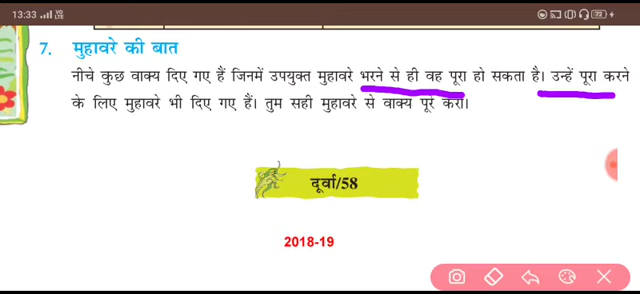 13:33
72
7. मुहावरे की बात
नीचे कुछ वाक्य दिए गए हैं जिनमें उपयुक्त मुहावरे भरने से ही वह पूरा हो सकता है। उन्हें पूरा करने
के लिए मुहावरे भी दिए गए हैं। तुम सही मुहावरे से वाक्य पूरे करो।
दूर्वा/58
2018-19